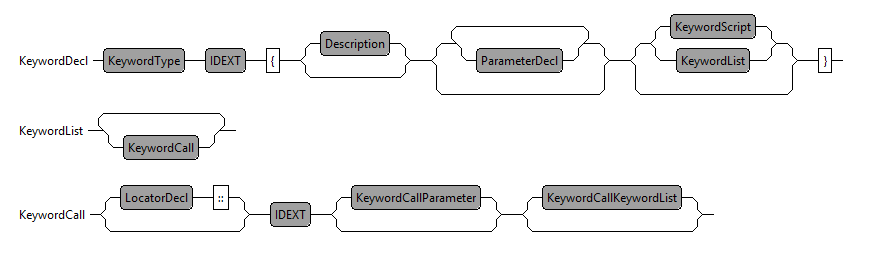 Description KeywordScript
KeywordDecl KeywordType IDEXT { ParameterDecl KeywordList }
KeywordList KeywordCall
LocatorDecl :: KeywordCallParameter KeywordCallKeywordList
KeywordCall IDEXT